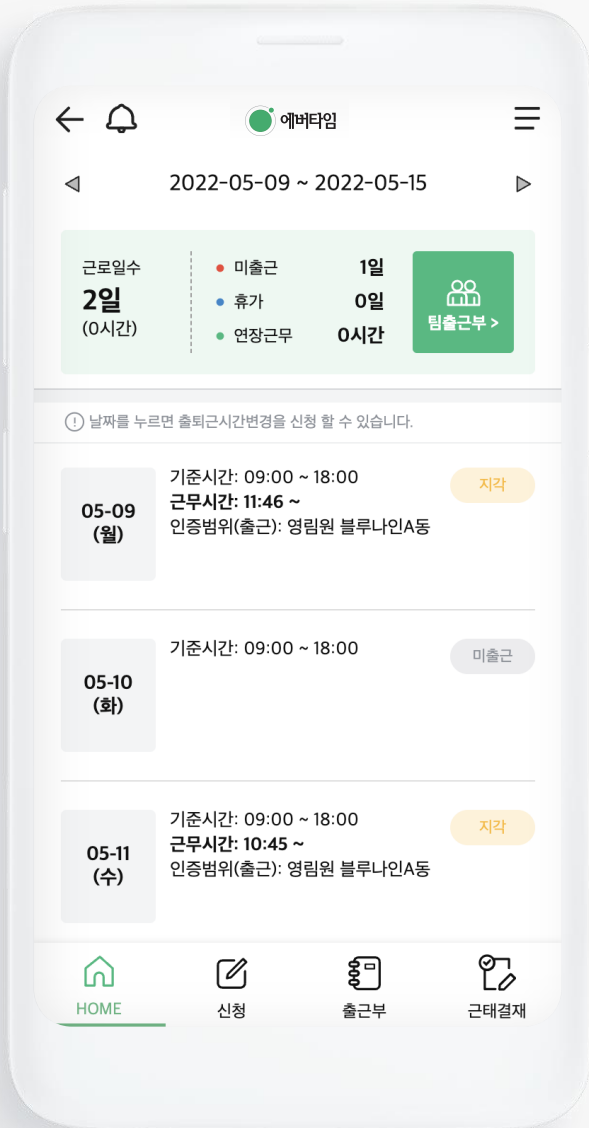 에버타임
2022-05-09 ~ 2022-05-15
근로일수
2일
(0시간)
미출근 1일
휴가 0일
연장근무 0시간
팀출근부 >
날짜를 누르면 출퇴근시간변경을 신청 할 수 있습니다.
05-09
(월)
기준시간: 09:00 ~ 18:00
근무시간: 11:46 ~
인증범위(출근): 영림원 블루나인A동
지각
05-10
(화)
기준시간: 09:00 ~ 18:00
미출근
05-11
(수)
기준시간: 09:00 ~ 18:00
근무시간: 10:45 ~
인증범위(출근): 영림원 블루나인A동
지각
HOME
신청
출근부
근태결재